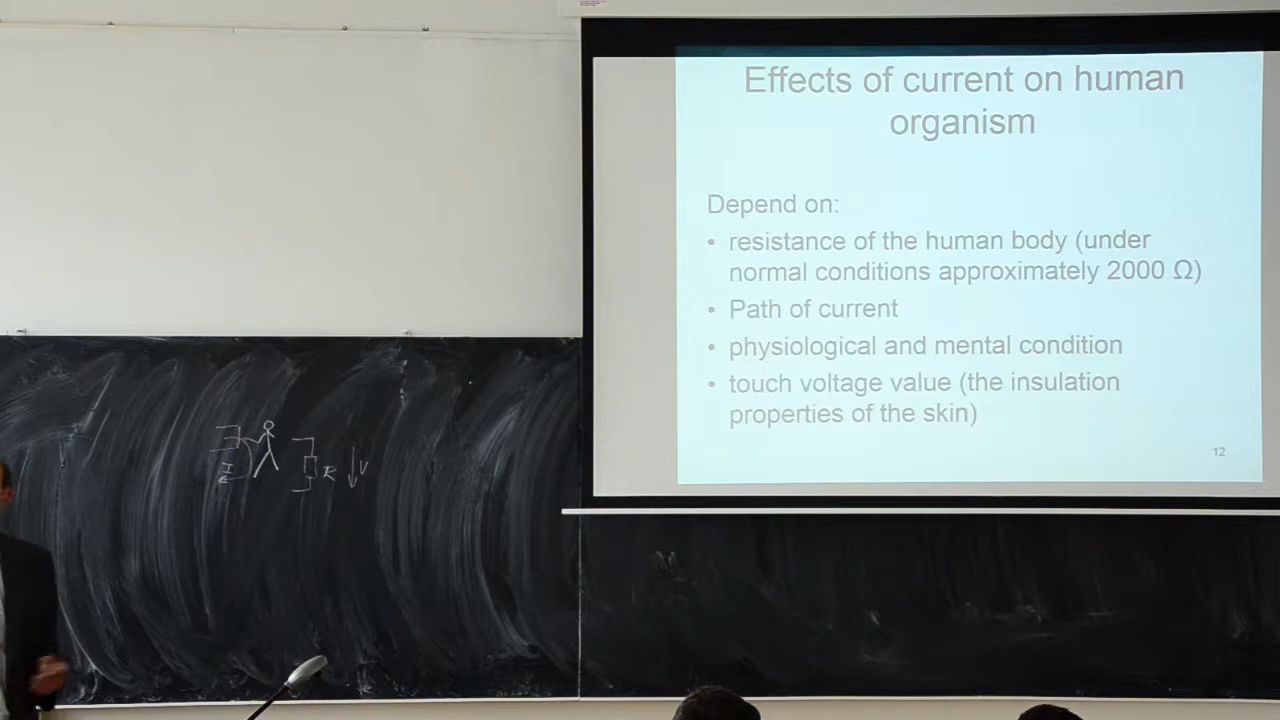 Effects of current on human
organism
Depend on:
• resistance of the human body (under
normal conditions approximately 2000 Ω)
• Path of current
• physiological and mental condition
• touch voltage value (the insulation
properties of the skin)
12
I
R